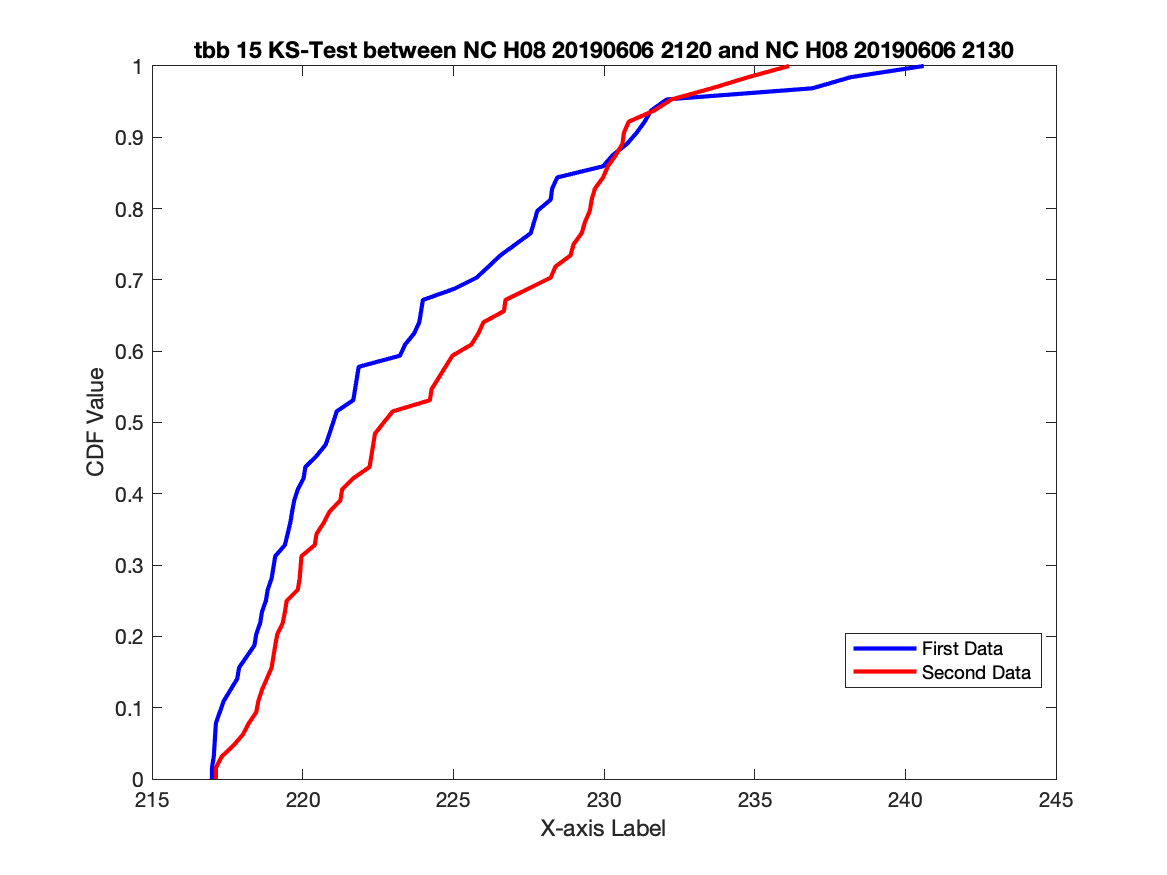 tbb 15 KS-Test between NC H08 20190606 2120 and NC H08 20190606 2130
1
0.9
0.8
0.7
0.6
0.5
0.4
0.3
0.2
0.1
0
CDF Value
First Data
Second Data
215 220 225 230 235 240 245
X-axis Label